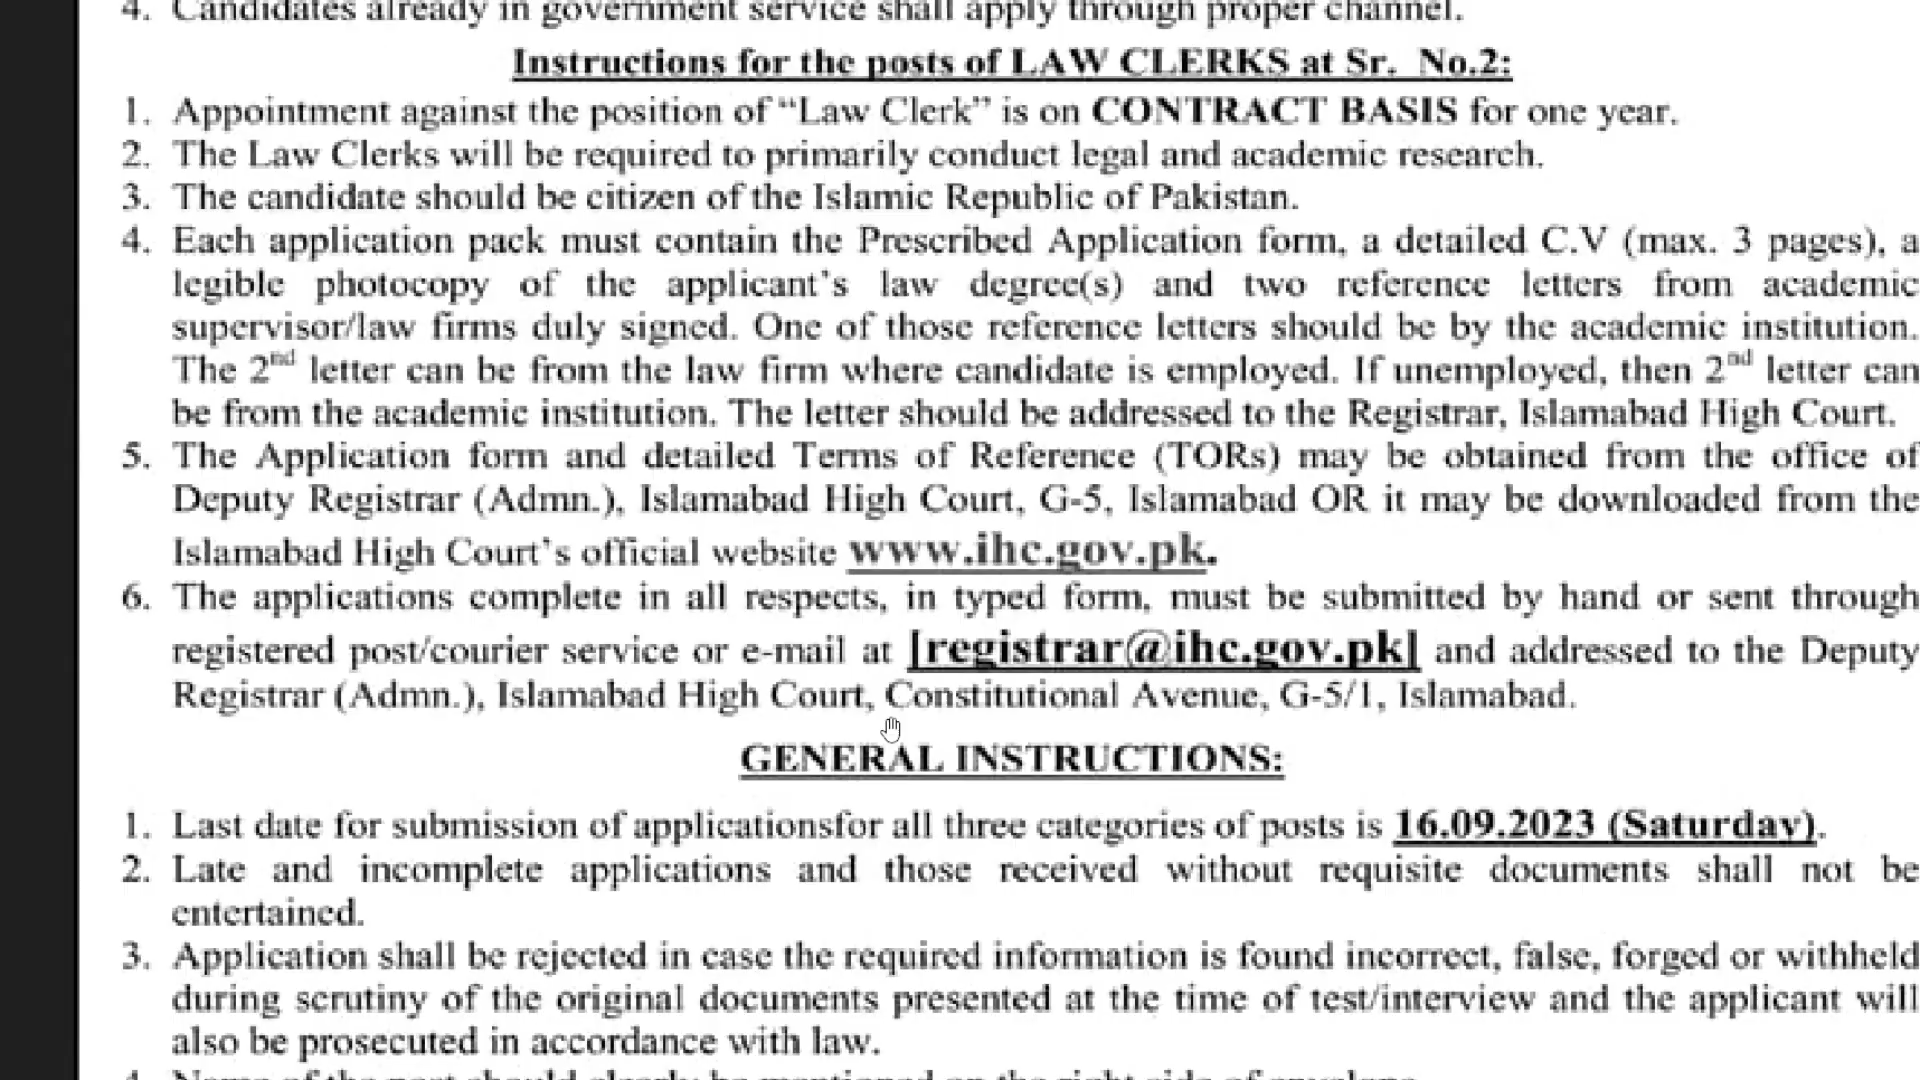 4. Candidates already in government service shall apply through proper channel.
Instructions for the posts of LAW CLERKS at Sr. No.2:
1. Appointment against the position of “Law Clerk” is on CONTRACT BASIS for one year.
2. The Law Clerks will be required to primarily conduct legal and academic research.
3. The candidate should be citizen of the Islamic Republic of Pakistan.
4. Each application pack must contain the Prescribed Application form, a detailed C.V (max. 3 pages), a
legible photocopy of the applicant’s law degree(s) and two reference letters from academic
supervisor/law firms duly signed. One of those reference letters should be by the academic institution.
The 2nd letter can be from the law firm where candidate is employed. If unemployed, then 2nd letter can
be from the academic institution. The letter should be addressed to the Registrar, Islamabad High Court.
5. The Application form and detailed Terms of Reference (TORs) may be obtained from the office of
Deputy Registrar (Admn.), Islamabad High Court, G-5, Islamabad OR it may be downloaded from the
Islamabad High Court’s official website www.ihc.gov.pk.
6. The applications complete in all respects, in typed form, must be submitted by hand or sent through
registered post/courier service or e-mail at [registrar@ihc.gov.pk] and addressed to the Deputy
Registrar (Admn.), Islamabad High Court, Constitutional Avenue, G-5/1, Islamabad.
GENERAL INSTRUCTIONS:
1. Last date for submission of applicationsfor all three categories of posts is 16.09.2023 (Saturday).
2. Late and incomplete applications and those received without requisite documents shall not be
entertained.
3. Application shall be rejected in case the required information is found incorrect, false, forged or withheld
during scrutiny of the original documents presented at the time of test/interview and the applicant will
also be prosecuted in accordance with law.
4. Name of the post should clearly be mentioned on the right side of envelope.